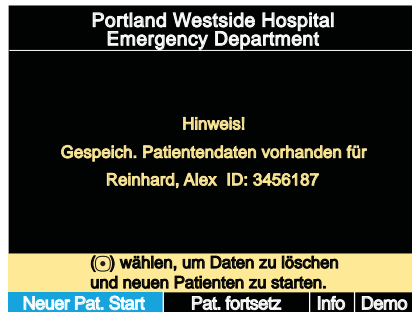 Portland Westside Hospital
Emergency Department
Hinweis!
Gespeich. Patientendaten vorhanden für
Reinhard, Alex ID: 3456187
(⊙) wählen, um Daten zu löschen
und neuen Patienten zu starten.
Neuer Pat. Start Pat. fortsetz Info Demo